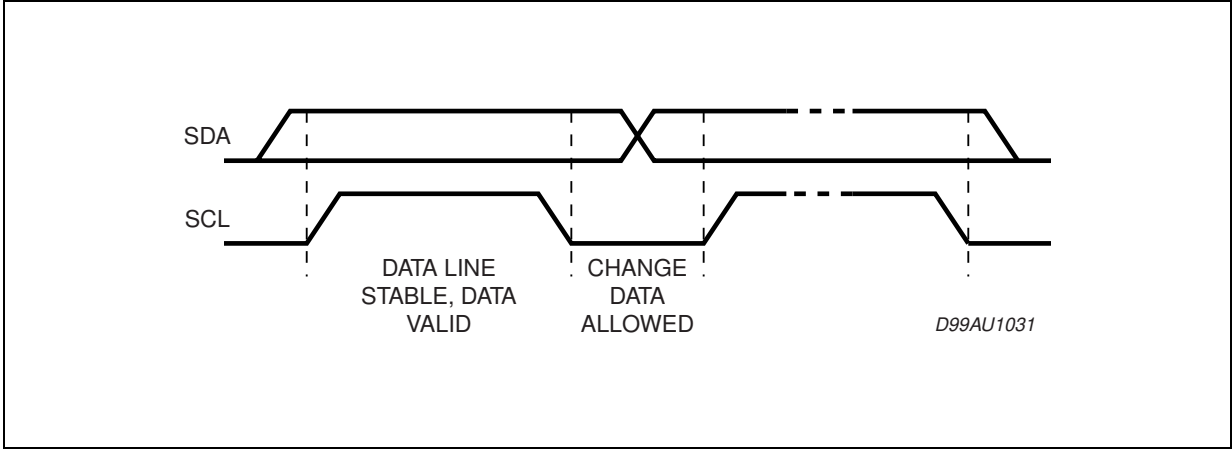 SDA
SCL
DATA LINE
STABLE, DATA
VALID
CHANGE
DATA
ALLOWED
D99AU1031